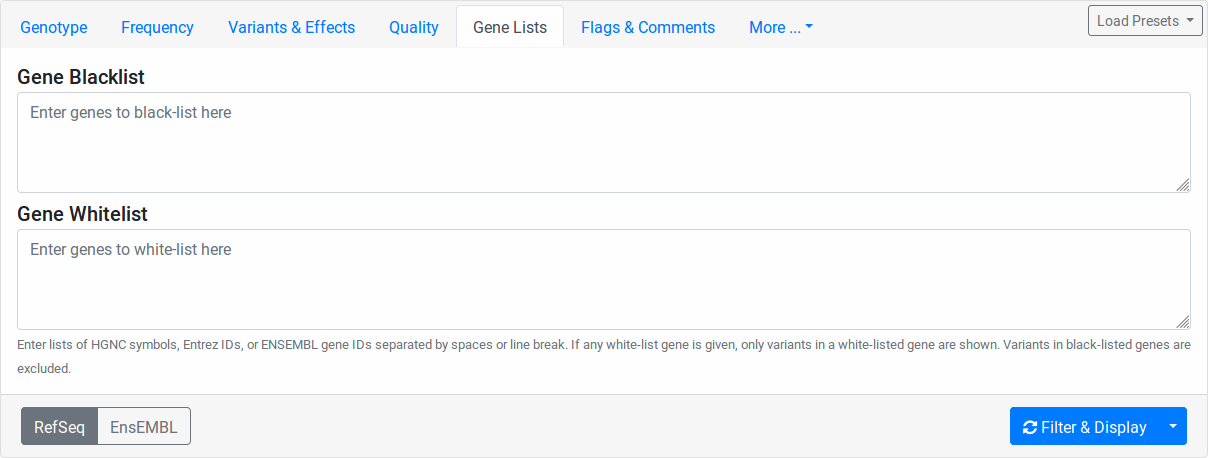 Genotype Frequency Variants & Effects Quality Gene Lists Flags & Comments More ... Load Presets
Gene Blacklist
Enter genes to black-list here
Gene Whitelist
Enter genes to white-list here
Enter lists of HGNC symbols, Entrez IDs, or ENSEMBL gene IDs separated by spaces or line break. If any white-list gene is given, only variants in a white-listed gene are shown. Variants in black-listed genes are
excluded.
RefSeq EnsEMBL Filter & Display